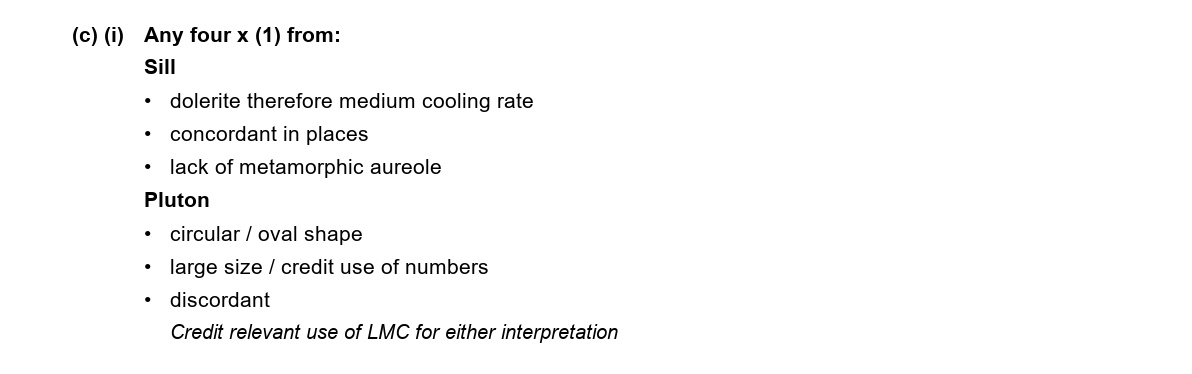 (c) (i) Any four x (1) from:
Sill
• dolerite therefore medium cooling rate
• concordant in places
• lack of metamorphic aureole
Pluton
• circular / oval shape
• large size / credit use of numbers
• discordant
Credit relevant use of LMC for either interpretation